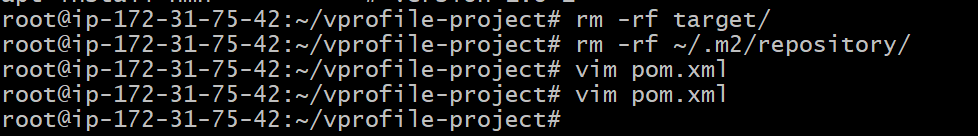 root@ip-172-31-75-42:~/vprofile-project# rm -rf target/
root@ip-172-31-75-42:~/vprofile-project# rm -rf ~/.m2/repository/
root@ip-172-31-75-42:~/vprofile-project# vim pom.xml
root@ip-172-31-75-42:~/vprofile-project# vim pom.xml
root@ip-172-31-75-42:~/vprofile-project#